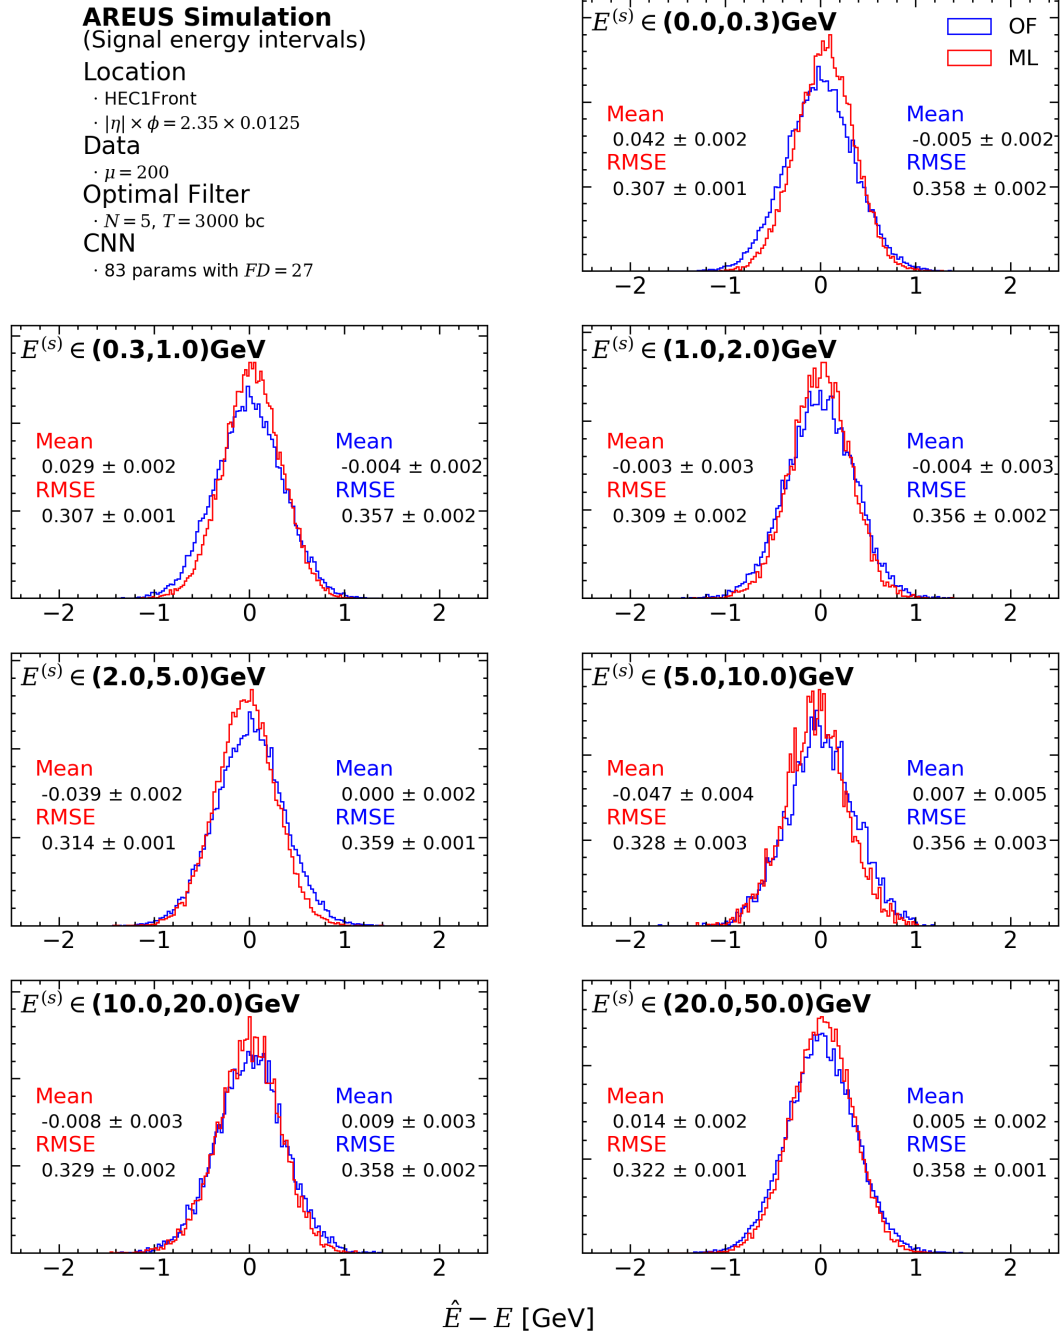 AREUS Simulation
(Signal energy intervals)
Location
· HEC1Front
· |η| × ϕ = 2.35 × 0.0125
Data
· μ = 200
Optimal Filter
· N = 5, T = 3000 bc
CNN
· 83 params with FD = 27
E^(s) ∈ (0.0,0.3)GeV
OF
ML
Mean
0.042 ± 0.002
RMSE
0.307 ± 0.001
Mean
-0.005 ± 0.002
RMSE
0.358 ± 0.002
−2 −1 0 1 2
E^(s) ∈ (0.3,1.0)GeV
Mean
0.029 ± 0.002
RMSE
0.307 ± 0.001
Mean
-0.004 ± 0.002
RMSE
0.357 ± 0.002
−2 −1 0 1 2
E^(s) ∈ (1.0,2.0)GeV
Mean
-0.003 ± 0.003
RMSE
0.309 ± 0.002
Mean
-0.004 ± 0.003
RMSE
0.356 ± 0.002
−2 −1 0 1 2
E^(s) ∈ (2.0,5.0)GeV
Mean
-0.039 ± 0.002
RMSE
0.314 ± 0.001
Mean
0.000 ± 0.002
RMSE
0.359 ± 0.001
−2 −1 0 1 2
E^(s) ∈ (5.0,10.0)GeV
Mean
-0.047 ± 0.004
RMSE
0.328 ± 0.003
Mean
0.007 ± 0.005
RMSE
0.356 ± 0.003
−2 −1 0 1 2
E^(s) ∈ (10.0,20.0)GeV
Mean
-0.008 ± 0.003
RMSE
0.329 ± 0.002
Mean
0.009 ± 0.003
RMSE
0.358 ± 0.002
−2 −1 0 1 2
E^(s) ∈ (20.0,50.0)GeV
Mean
0.014 ± 0.002
RMSE
0.322 ± 0.001
Mean
0.005 ± 0.002
RMSE
0.358 ± 0.001
−2 −1 0 1 2
Ê − E [GeV]